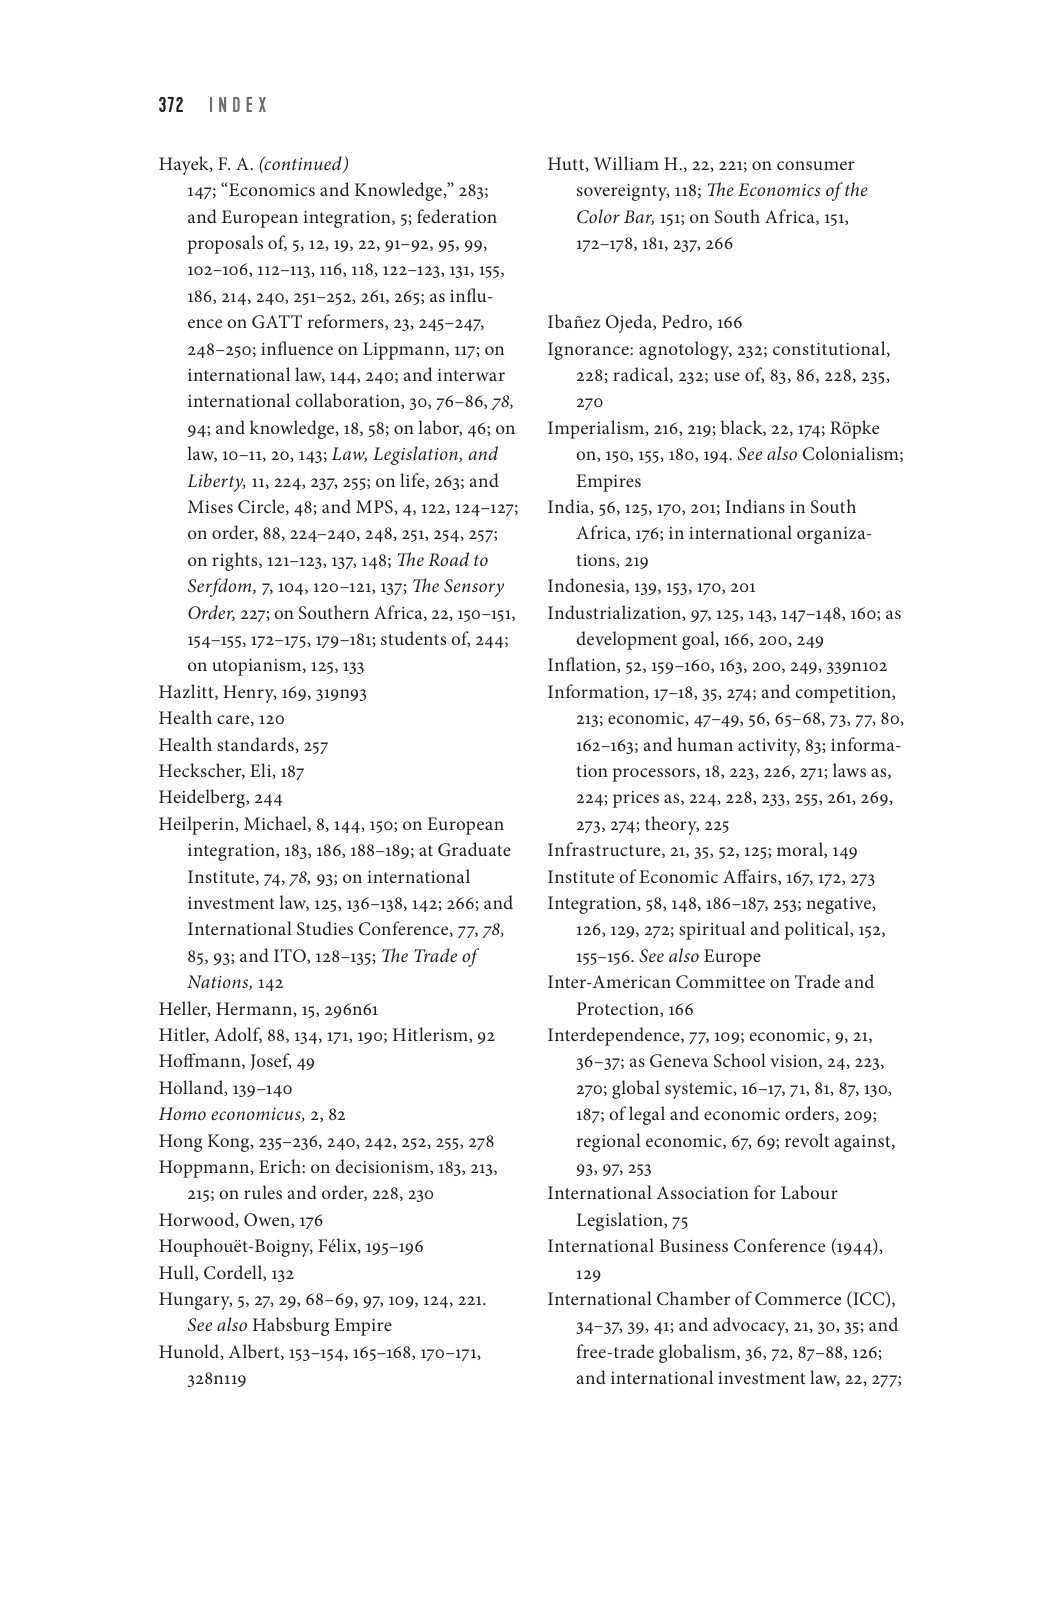 372 INDEX
Hayek, F. A. (continued)
147; “Economics and Knowledge,” 283;
and European integration, 5; federation
proposals of, 5, 12, 19, 22, 91–92, 95, 99,
102–106, 112–113, 116, 118, 122–123, 131, 155,
186, 214, 240, 251–252, 261, 265; as influ-
ence on GATT reformers, 23, 245–247,
248–250; influence on Lippmann, 117; on
international law, 144, 240; and interwar
international collaboration, 30, 76–86, 78,
94; and knowledge, 18, 58; on labor, 46; on
law, 10–11, 20, 143; Law, Legislation, and
Liberty, 11, 224, 237, 255; on life, 263; and
Mises Circle, 48; and MPS, 4, 122, 124–127;
on order, 88, 224–240, 248, 251, 254, 257;
on rights, 121–123, 137, 148; The Road to
Serfdom, 7, 104, 120–121, 137; The Sensory
Order, 227; on Southern Africa, 22, 150–151,
154–155, 172–175, 179–181; students of, 244;
on utopianism, 125, 133
Hazlitt, Henry, 169, 319n93
Health care, 120
Health standards, 257
Heckscher, Eli, 187
Heidelberg, 244
Heilperin, Michael, 8, 144, 150; on European
integration, 183, 186, 188–189; at Graduate
Institute, 74, 78, 93; on international
investment law, 125, 136–138, 142; 266; and
International Studies Conference, 77, 78,
85, 93; and ITO, 128–135; The Trade of
Nations, 142
Heller, Hermann, 15, 296n61
Hitler, Adolf, 88, 134, 171, 190; Hitlerism, 92
Hoffmann, Josef, 49
Holland, 139–140
Homo economicus, 2, 82
Hong Kong, 235–236, 240, 242, 252, 255, 278
Hoppmann, Erich: on decisionism, 183, 213,
215; on rules and order, 228, 230
Horwood, Owen, 176
Houphouët-Boigny, Félix, 195–196
Hull, Cordell, 132
Hungary, 5, 27, 29, 68–69, 97, 109, 124, 221.
See also Habsburg Empire
Hunold, Albert, 153–154, 165–168, 170–171,
328n119
Hutt, William H., 22, 221; on consumer
sovereignty, 118; The Economics of the
Color Bar, 151; on South Africa, 151,
172–178, 181, 237, 266
Ibañez Ojeda, Pedro, 166
Ignorance: agnotology, 232; constitutional,
228; radical, 232; use of, 83, 86, 228, 235,
270
Imperialism, 216, 219; black, 22, 174; Röpke
on, 150, 155, 180, 194. See also Colonialism;
Empires
India, 56, 125, 170, 201; Indians in South
Africa, 176; in international organiza-
tions, 219
Indonesia, 139, 153, 170, 201
Industrialization, 97, 125, 143, 147–148, 160; as
development goal, 166, 200, 249
Inflation, 52, 159–160, 163, 200, 249, 339n102
Information, 17–18, 35, 274; and competition,
213; economic, 47–49, 56, 65–68, 73, 77, 80,
162–163; and human activity, 83; informa-
tion processors, 18, 223, 226, 271; laws as,
224; prices as, 224, 228, 233, 255, 261, 269,
273, 274; theory, 225
Infrastructure, 21, 35, 52, 125; moral, 149
Institute of Economic Affairs, 167, 172, 273
Integration, 58, 148, 186–187, 253; negative,
126, 129, 272; spiritual and political, 152,
155–156. See also Europe
Inter-American Committee on Trade and
Protection, 166
Interdependence, 77, 109; economic, 9, 21,
36–37; as Geneva School vision, 24, 223,
270; global systemic, 16–17, 71, 81, 87, 130,
187; of legal and economic orders, 209;
regional economic, 67, 69; revolt against,
93, 97, 253
International Association for Labour
Legislation, 75
International Business Conference (1944),
129
International Chamber of Commerce (ICC),
34–37, 39, 41; and advocacy, 21, 30, 35; and
free-trade globalism, 36, 72, 87–88, 126;
and international investment law, 22, 277;